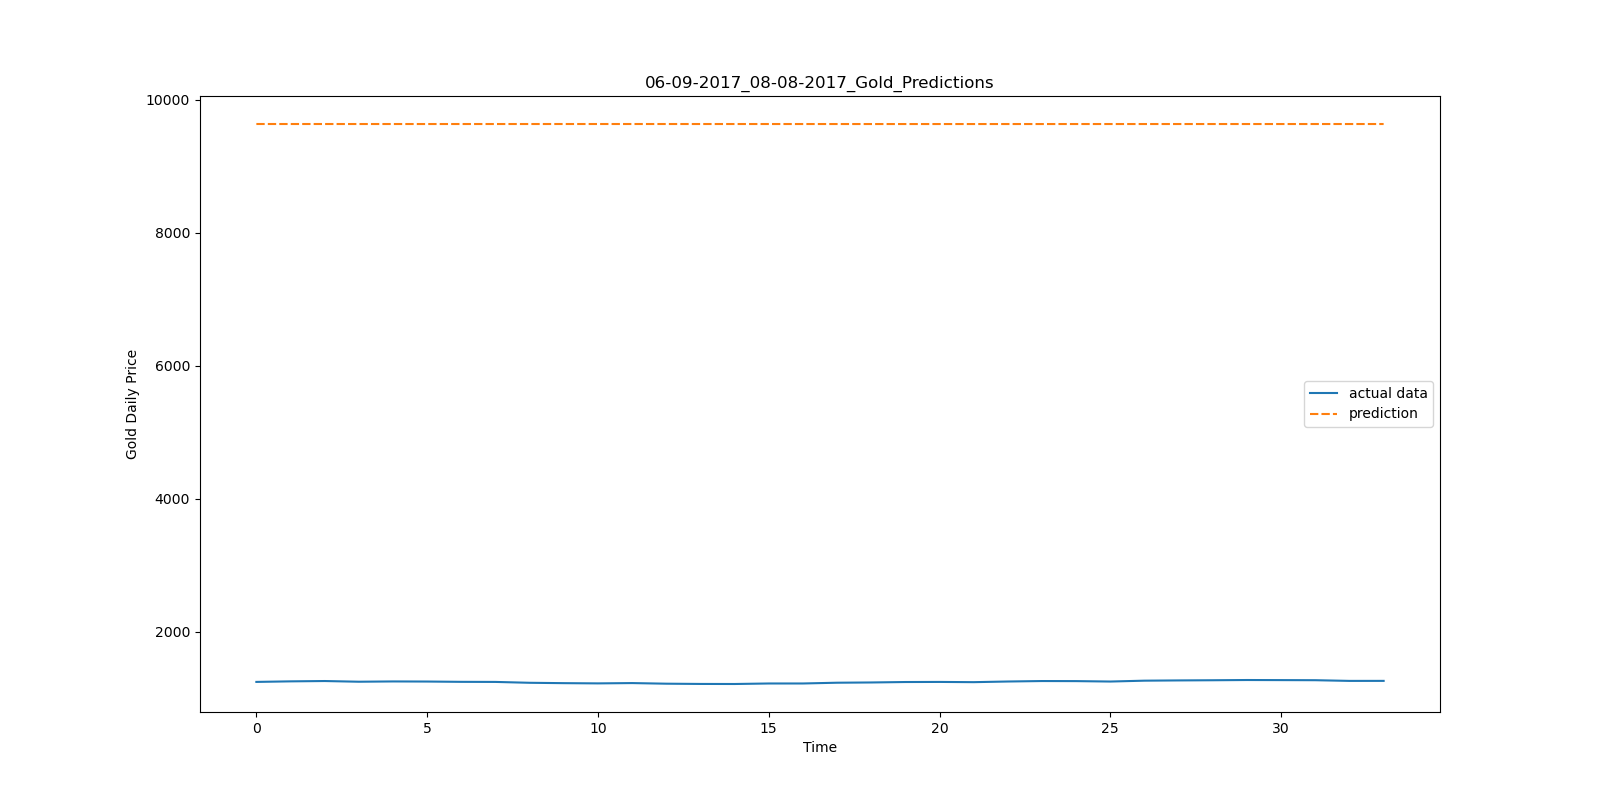 06-09-2017_08-08-2017_Gold_Predictions
10000
8000
6000
4000
2000
Gold Daily Price
actual data
prediction
0 5 10 15 20 25 30
Time